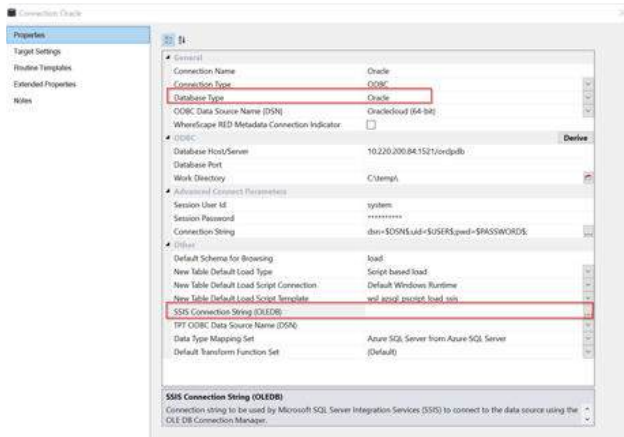 Connection Oracle
Properties
Target Settings
Routine Templates
Extended Properties
Notes
General
Connection Name Oracle
Connection Type ODBC
Database Type Oracle
ODBC Data Source Name (DSN) Oraclecloud (64-bit)
WhereScape RED Metadata Connection Indicator
ODBC Derive
Database Host/Server 10.220.200.84:1521/
Database Port
Work Directory C:\temp\
Advanced Connect Parameters
Session User Id system
Session Password **********
Connection String dsn=$DSN$;uid=$USER$;pwd=$PASSWORD$;
Other
Default Schema for Browsing load
New Table Default Load Type Script based load
New Table Default Load Script Connection Default Windows Runtime
New Table Default Load Script Template wsl_apsql_pscript_load_ssis
SSIS Connection String (OLEDB) ...
TPT ODBC Data Source Name (DSN)
Data Type Mapping Set Azure SQL Server from Azure SQL Server
Default Transform Function Set (Default)
SSIS Connection String (OLEDB)
Connection string to be used by Microsoft SQL Server Integration Services (SSIS) to connect to the data source using the
OLE DB Connection Manager.